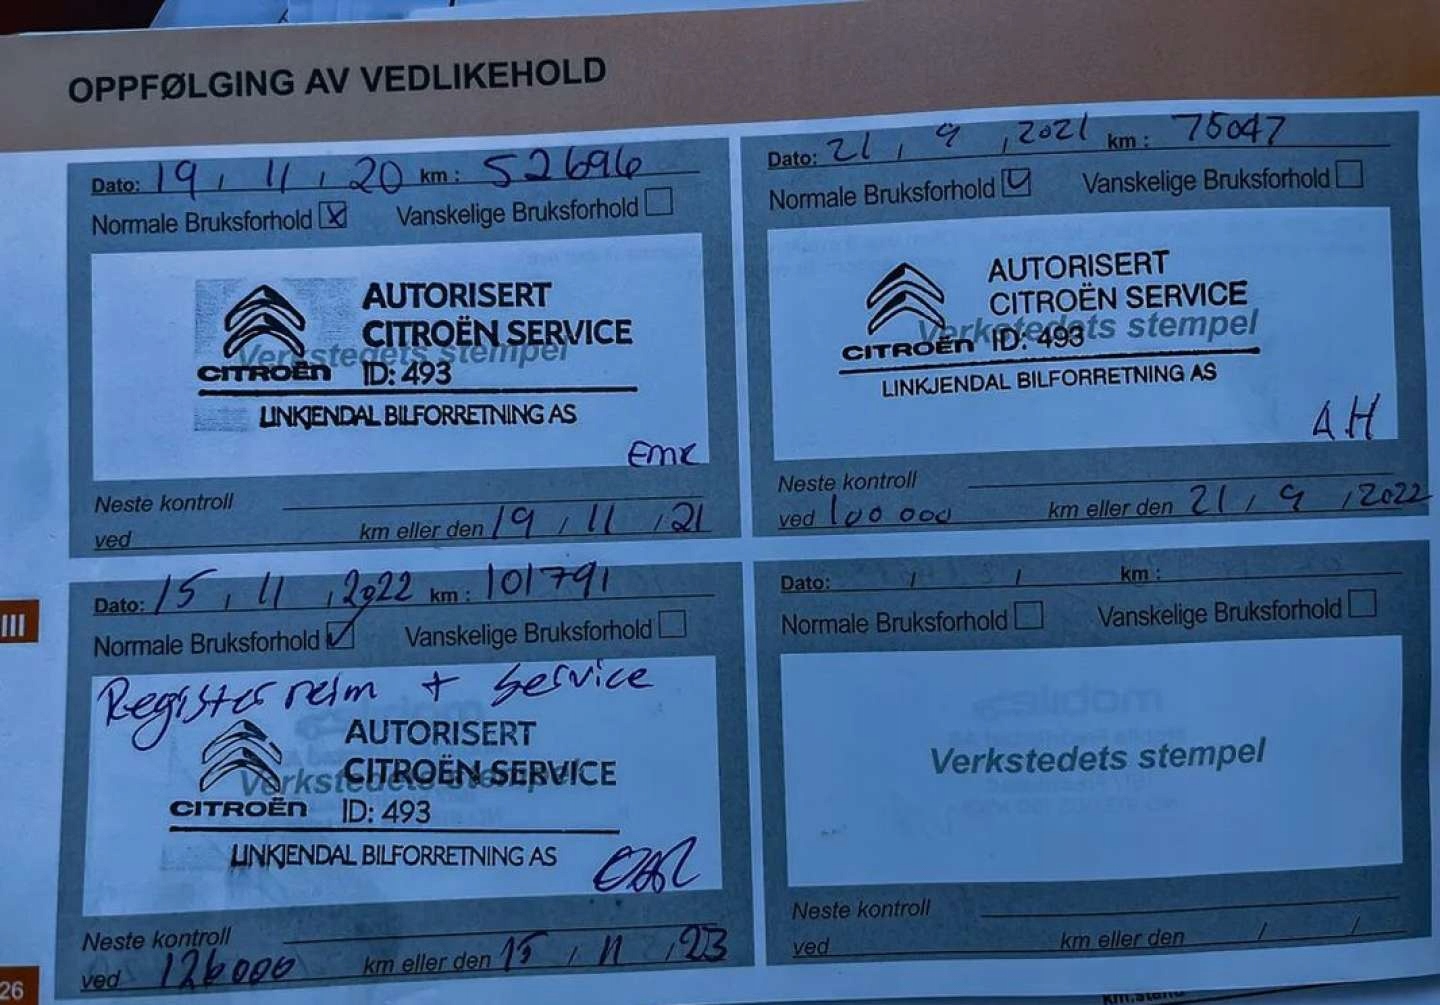 OPPFØLGING AV VEDLIKEHOLD
Dato: 19 / 11 / 20 km : 52696
Normale Bruksforhold Vanskelige Bruksforhold
AUTORISERT
CITROËN SERVICE
Verkstedets stempel
CITROËN ID: 493
LINKJENDAL BILFORRETNING AS
EMK
Neste kontroll
ved km eller den 19 / 11 / 21
Dato: 21 / 9 / 2021 km : 75047
Normale Bruksforhold Vanskelige Bruksforhold
AUTORISERT
CITROËN SERVICE
Verkstedets stempel
CITROËN ID: 493
LINKJENDAL BILFORRETNING AS
A.H
Neste kontroll
ved 100 000 km eller den 21 / 9 / 2022
III
Dato: 15 / 11 / 2022 km : 101791
Normale Bruksforhold Vanskelige Bruksforhold
Registerreim + Service
AUTORISERT
CITROËN SERVICE
Verkstedets stempel
CITROËN ID: 493
LINKJENDAL BILFORRETNING AS
Neste kontroll
ved 126000 km eller den 15 / 11 / 23
Dato: / / km :
Normale Bruksforhold Vanskelige Bruksforhold
Verkstedets stempel
Neste kontroll
ved km eller den / /
26